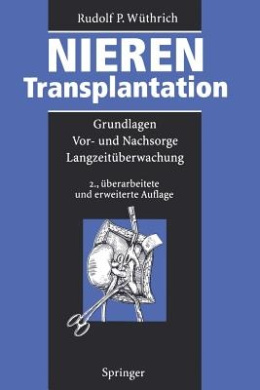 Rudolf P. Wüthrich
NIEREN
Transplantation
Grundlagen
Vor- und Nachsorge
Langzeitüberwachung
2., überarbeitete
und erweiterte Auflage
Springer